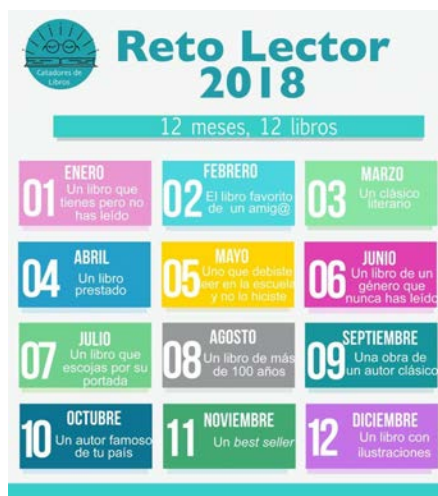 Caladores de
Libros
Reto Lector
2018
12 meses, 12 libros
01
ENERO
Un libro que
tienes pero no
has leído
02
FEBRERO
El libro favorito
de un amig@
03
MARZO
Un clásico
literario
04
ABRIL
Un libro
prestado
05
MAYO
Uno que debiste
leer en la escuela
y no lo hiciste
06
JUNIO
Un libro de un
género que
nunca has leído
07
JULIO
Un libro que
escojas por su
portada
08
AGOSTO
Un libro de más
de 100 años
09
SEPTIEMBRE
Una obra de
un autor clásico
10
OCTUBRE
Un autor famoso
de tu país
11
NOVIEMBRE
Un best seller
12
DICIEMBRE
Un libro con
ilustraciones